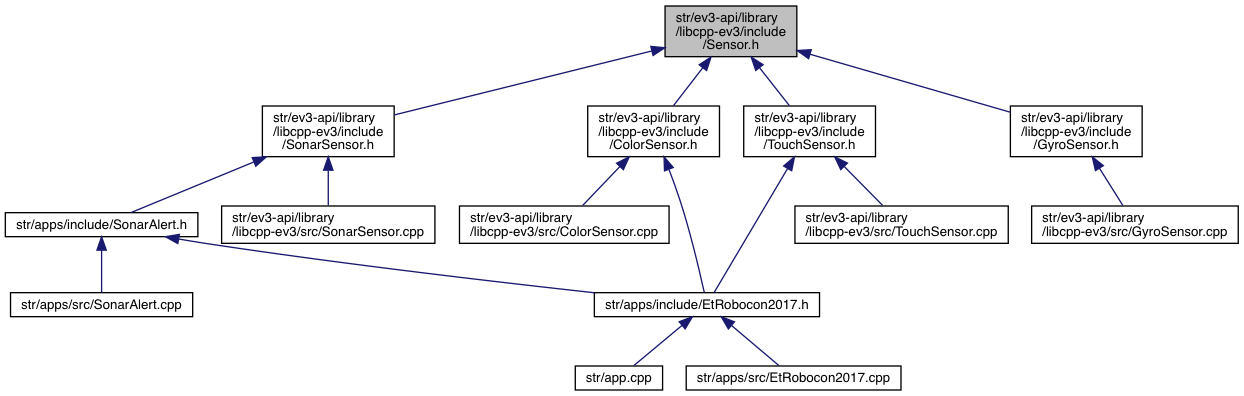 str/ev3-api/library
/libcpp-ev3/include
/Sensor.h
str/ev3-api/library
/libcpp-ev3/include
/SonarSensor.h
str/ev3-api/library
/libcpp-ev3/include
/ColorSensor.h
str/ev3-api/library
/libcpp-ev3/include
/TouchSensor.h
str/ev3-api/library
/libcpp-ev3/include
/GyroSensor.h
str/apps/include/SonarAlert.h
str/ev3-api/library
/libcpp-ev3/src/SonarSensor.cpp
str/ev3-api/library
/libcpp-ev3/src/ColorSensor.cpp
str/ev3-api/library
/libcpp-ev3/src/TouchSensor.cpp
str/ev3-api/library
/libcpp-ev3/src/GyroSensor.cpp
str/apps/src/SonarAlert.cpp
str/apps/include/EtRobocon2017.h
str/app.cpp
str/apps/src/EtRobocon2017.cpp